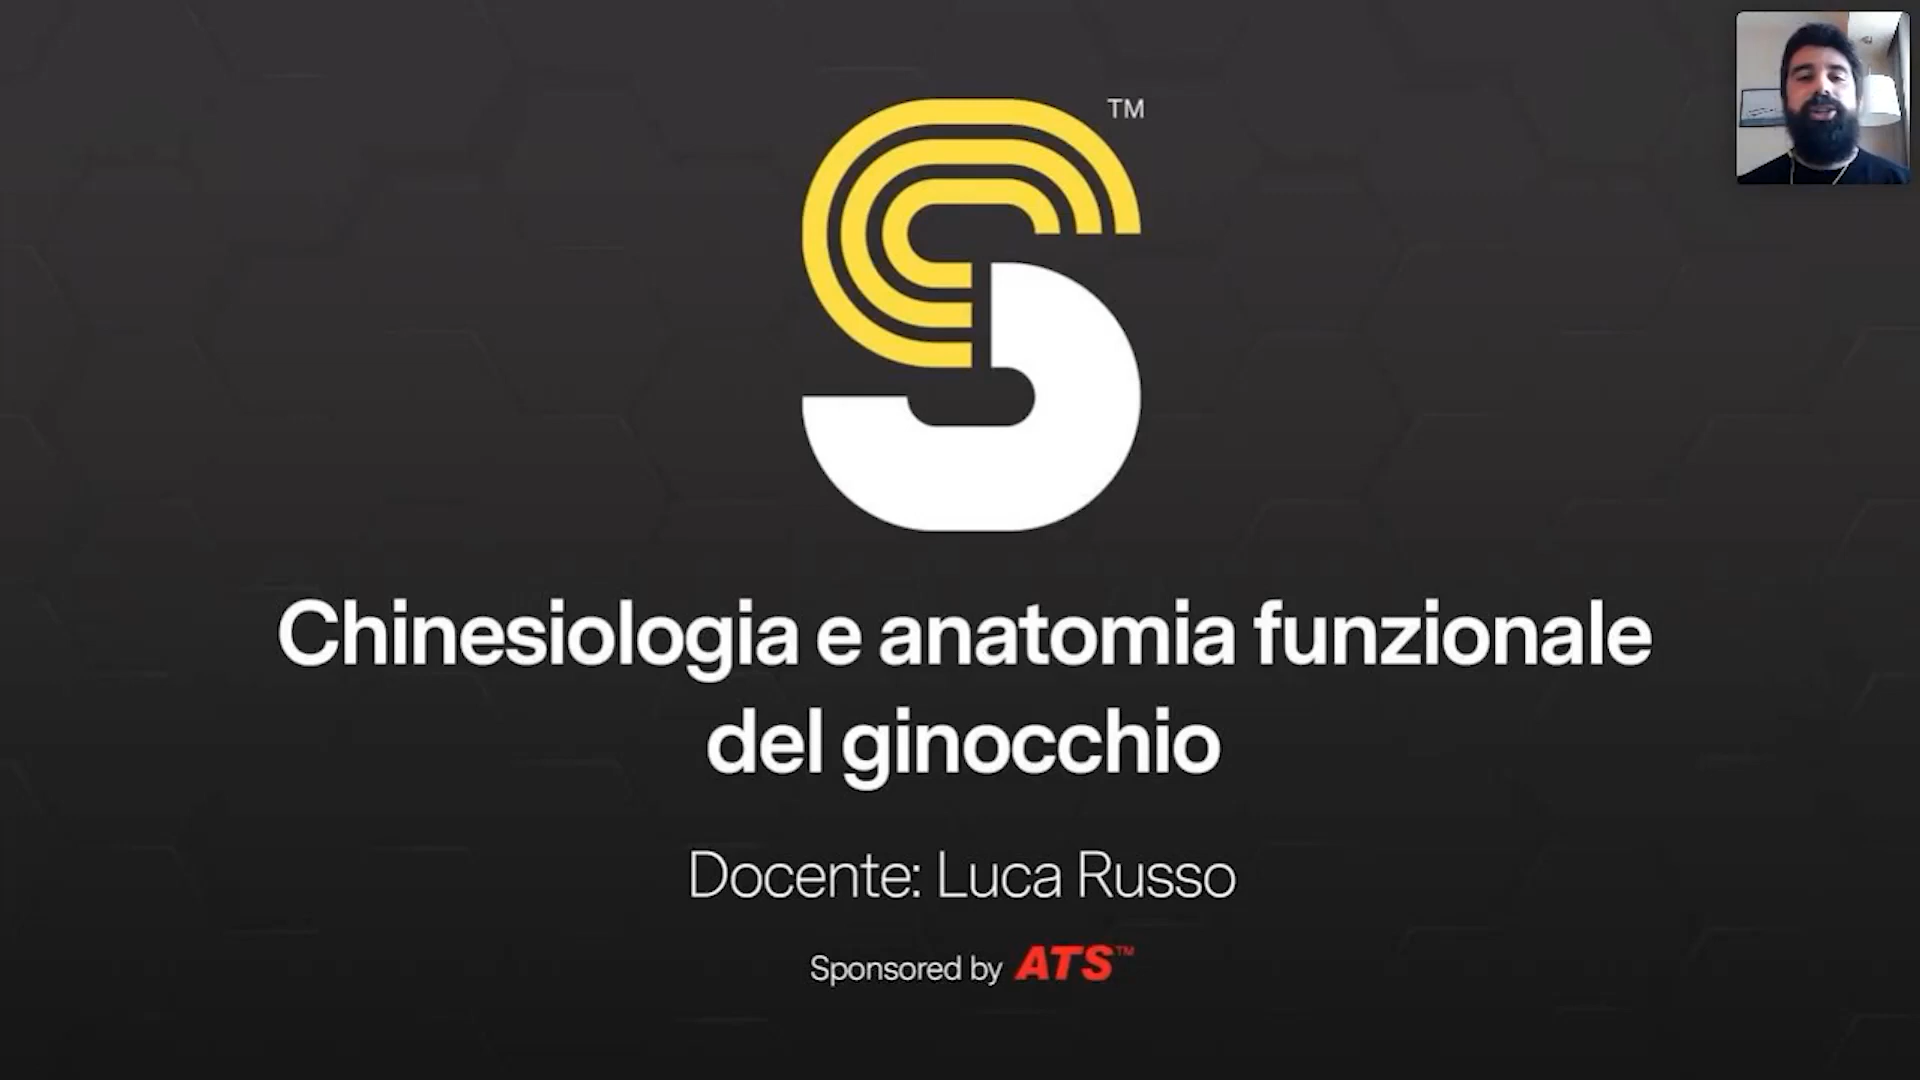 TM
Chinesiologia e anatomia funzionale
del ginocchio
Docente: Luca Russo
Sponsored by ATS™